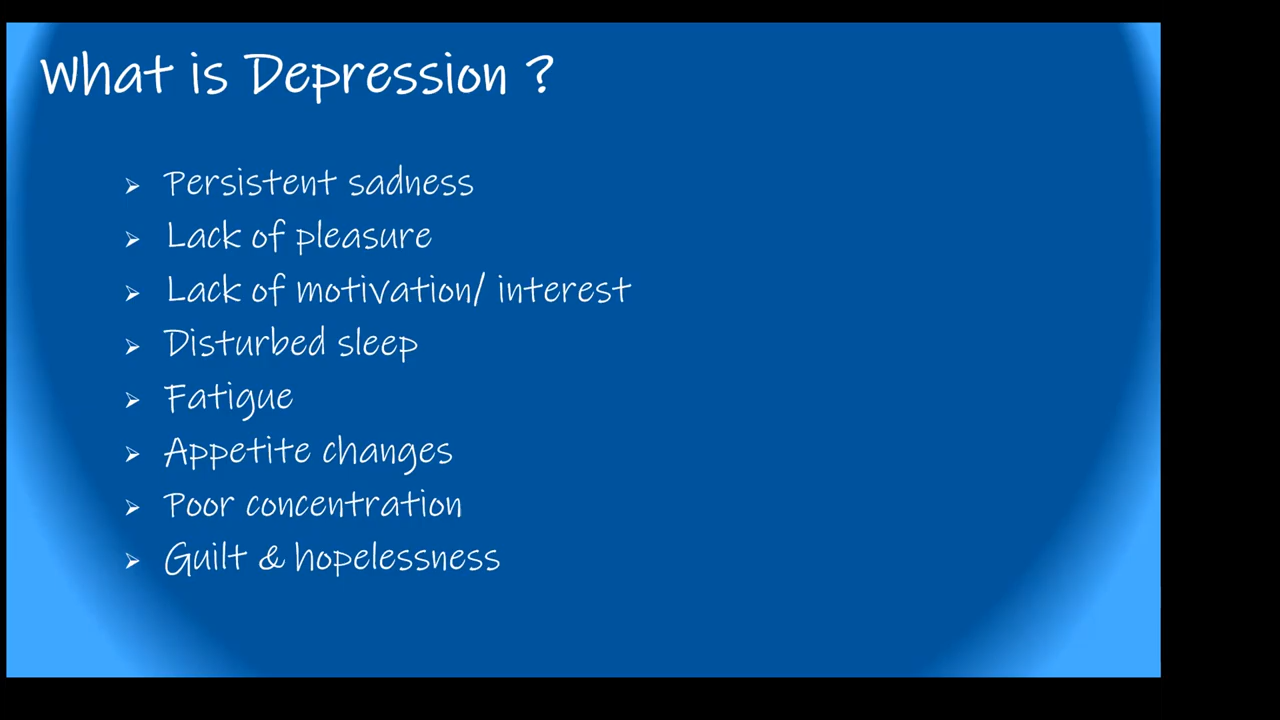 What is Depression ?
➢ Persistent sadness
➢ Lack of pleasure
➢ Lack of motivation/ interest
➢ Disturbed sleep
➢ Fatigue
➢ Appetite changes
➢ Poor concentration
➢ Guilt & hopelessness